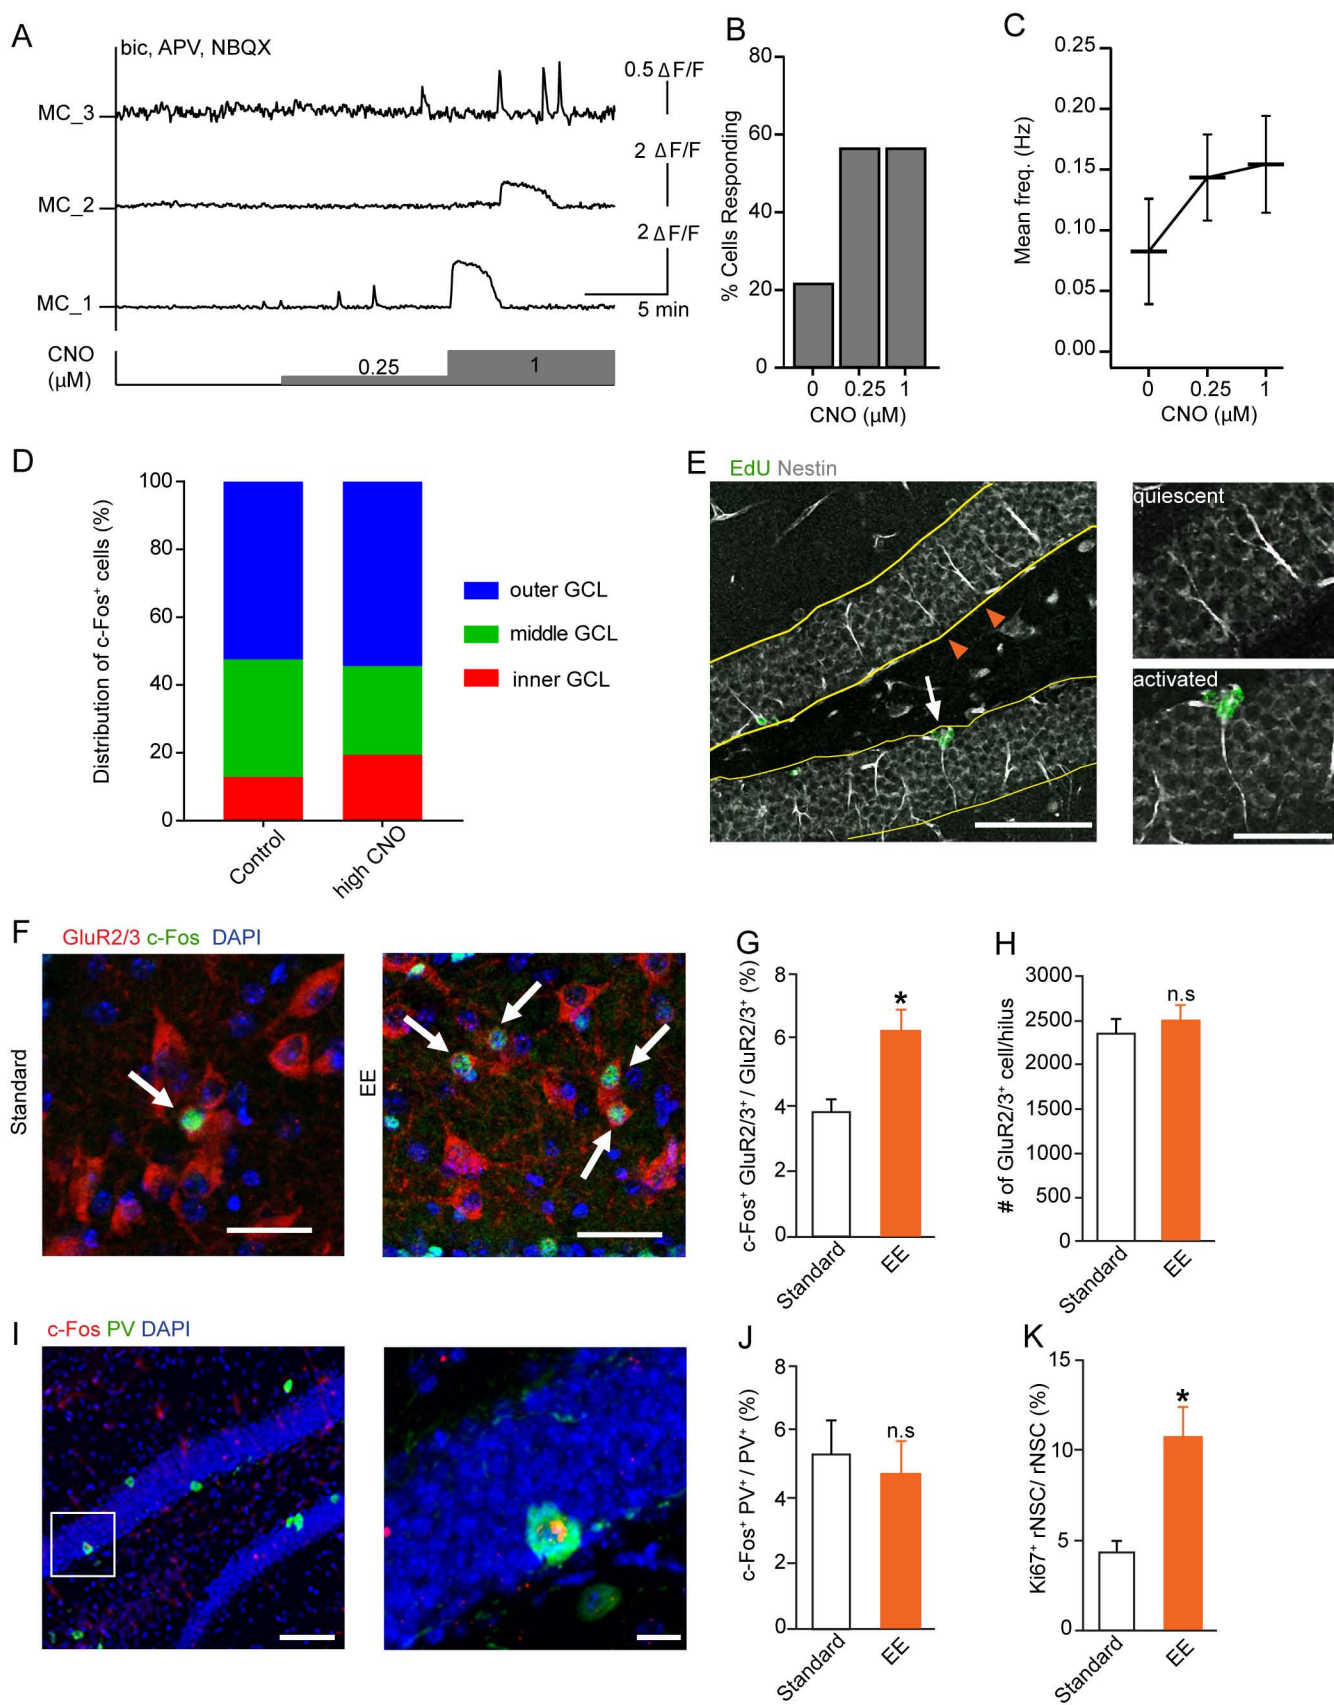 A
bic, APV, NBQX
MC_3
0.5 ΔF/F
MC_2
2 ΔF/F
MC_1
2 ΔF/F
5 min
CNO
(µM)
0.25
1
B
% Cells Responding
80
60
40
20
0
0 0.25 1
CNO (µM)
C
Mean freq. (Hz)
0.25
0.20
0.15
0.10
0.05
0.00
0 0.25 1
CNO (µM)
D
Distribution of c-Fos⁺ cells (%)
100
80
60
40
20
0
Control
high CNO
outer GCL
middle GCL
inner GCL
E
EdU Nestin
quiescent
activated
F
GluR2/3 c-Fos DAPI
Standard
EE
G
c-Fos⁺ GluR2/3⁺ / GluR2/3⁺ (%)
8
6
4
2
0
*
Standard
EE
H
# of GluR2/3⁺ cell/hilus
3000
2500
2000
1500
1000
500
0
n.s
Standard
EE
I
c-Fos PV DAPI
J
c-Fos⁺ PV⁺ / PV⁺ (%)
8
6
4
2
0
n.s
Standard
EE
K
Ki67⁺ rNSC/ rNSC (%)
15
10
5
0
*
Standard
EE